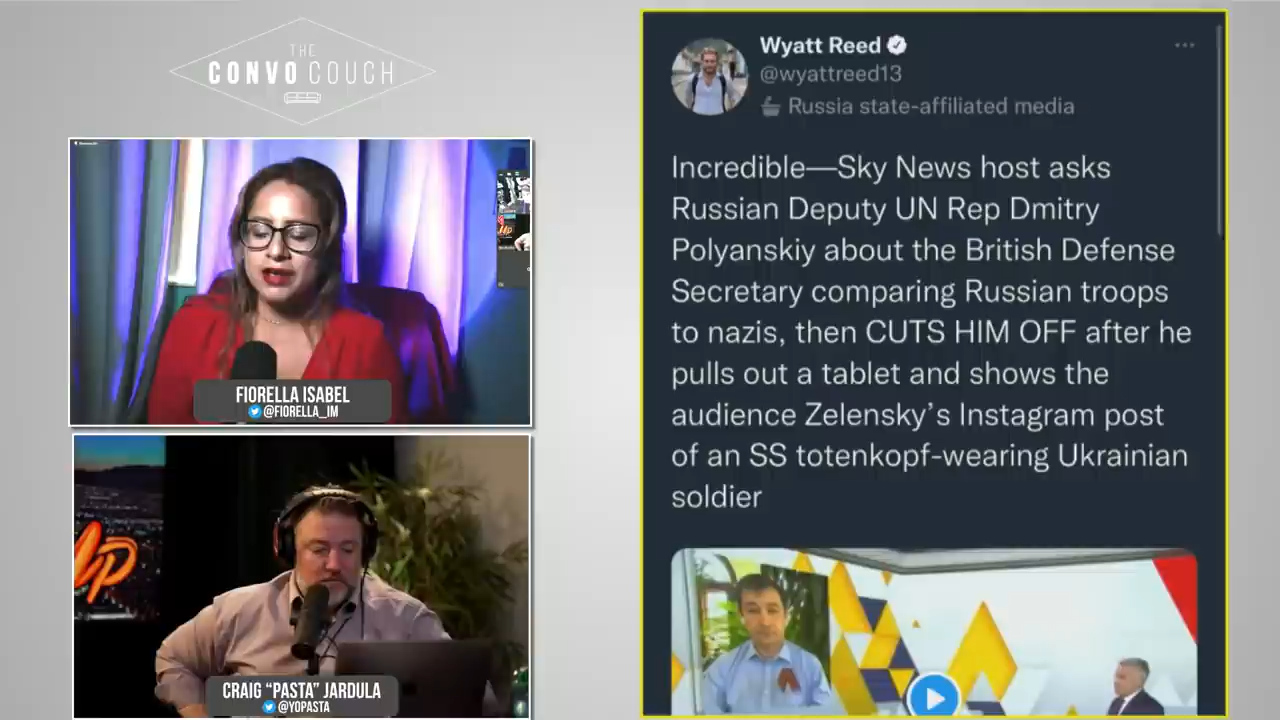 THE
CONVO COUCH
FIORELLA ISABEL
@FIORELLA_IM
CRAIG “PASTA” JARDULA
@YOPASTA
Wyatt Reed
@wyattreed13
Russia state-affiliated media
Incredible—Sky News host asks
Russian Deputy UN Rep Dmitry
Polyanskiy about the British Defense
Secretary comparing Russian troops
to nazis, then CUTS HIM OFF after he
pulls out a tablet and shows the
audience Zelensky’s Instagram post
of an SS totenkopf-wearing Ukrainian
soldier